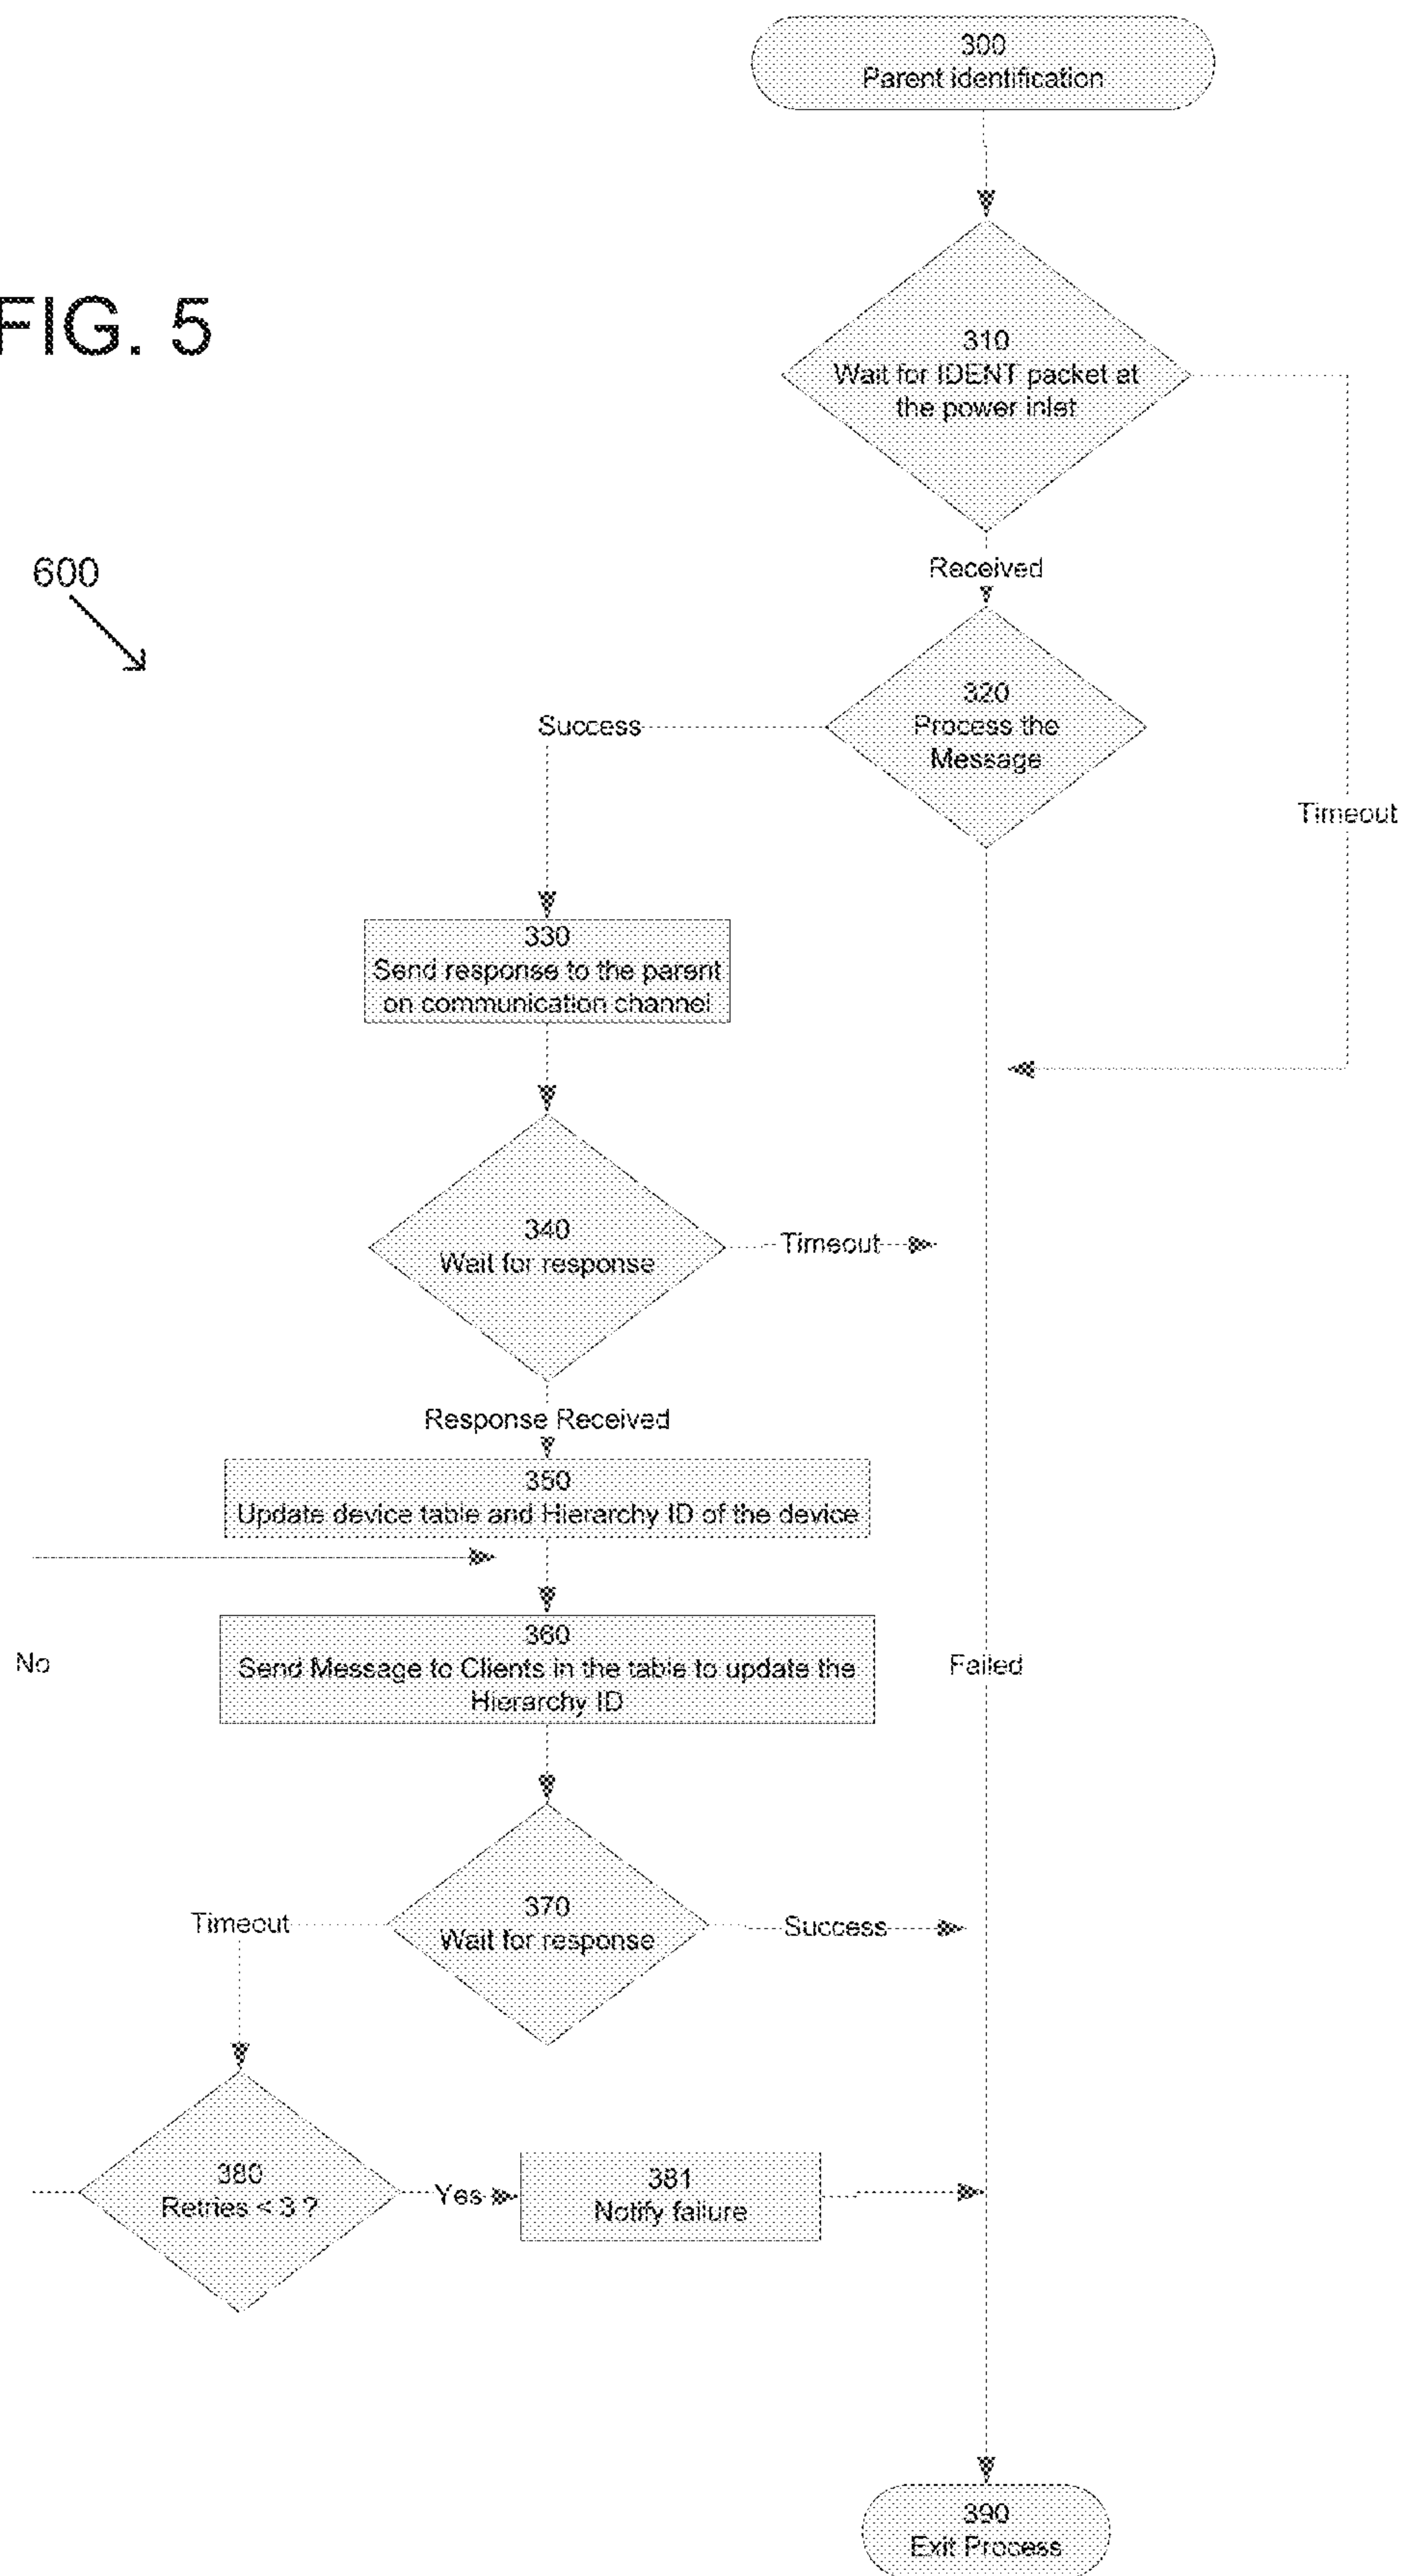 300
Parent identification
FIG. 5
310
Wait for IDENT packet at
the power inlet
600
Received
320
Process the
Message
Success
Timeout
330
Send response to the parent
on communication channel
340
Wait for response
Timeout
Response Received
350
Update device table and Hierarchy ID of the device
360
Send Message to Clients in the table to update the
Hierarchy ID
No
Failed
370
Wait for response
Timeout
Success
380
Retries < 3 ?
Yes
381
Notify failure
390
Exit Process